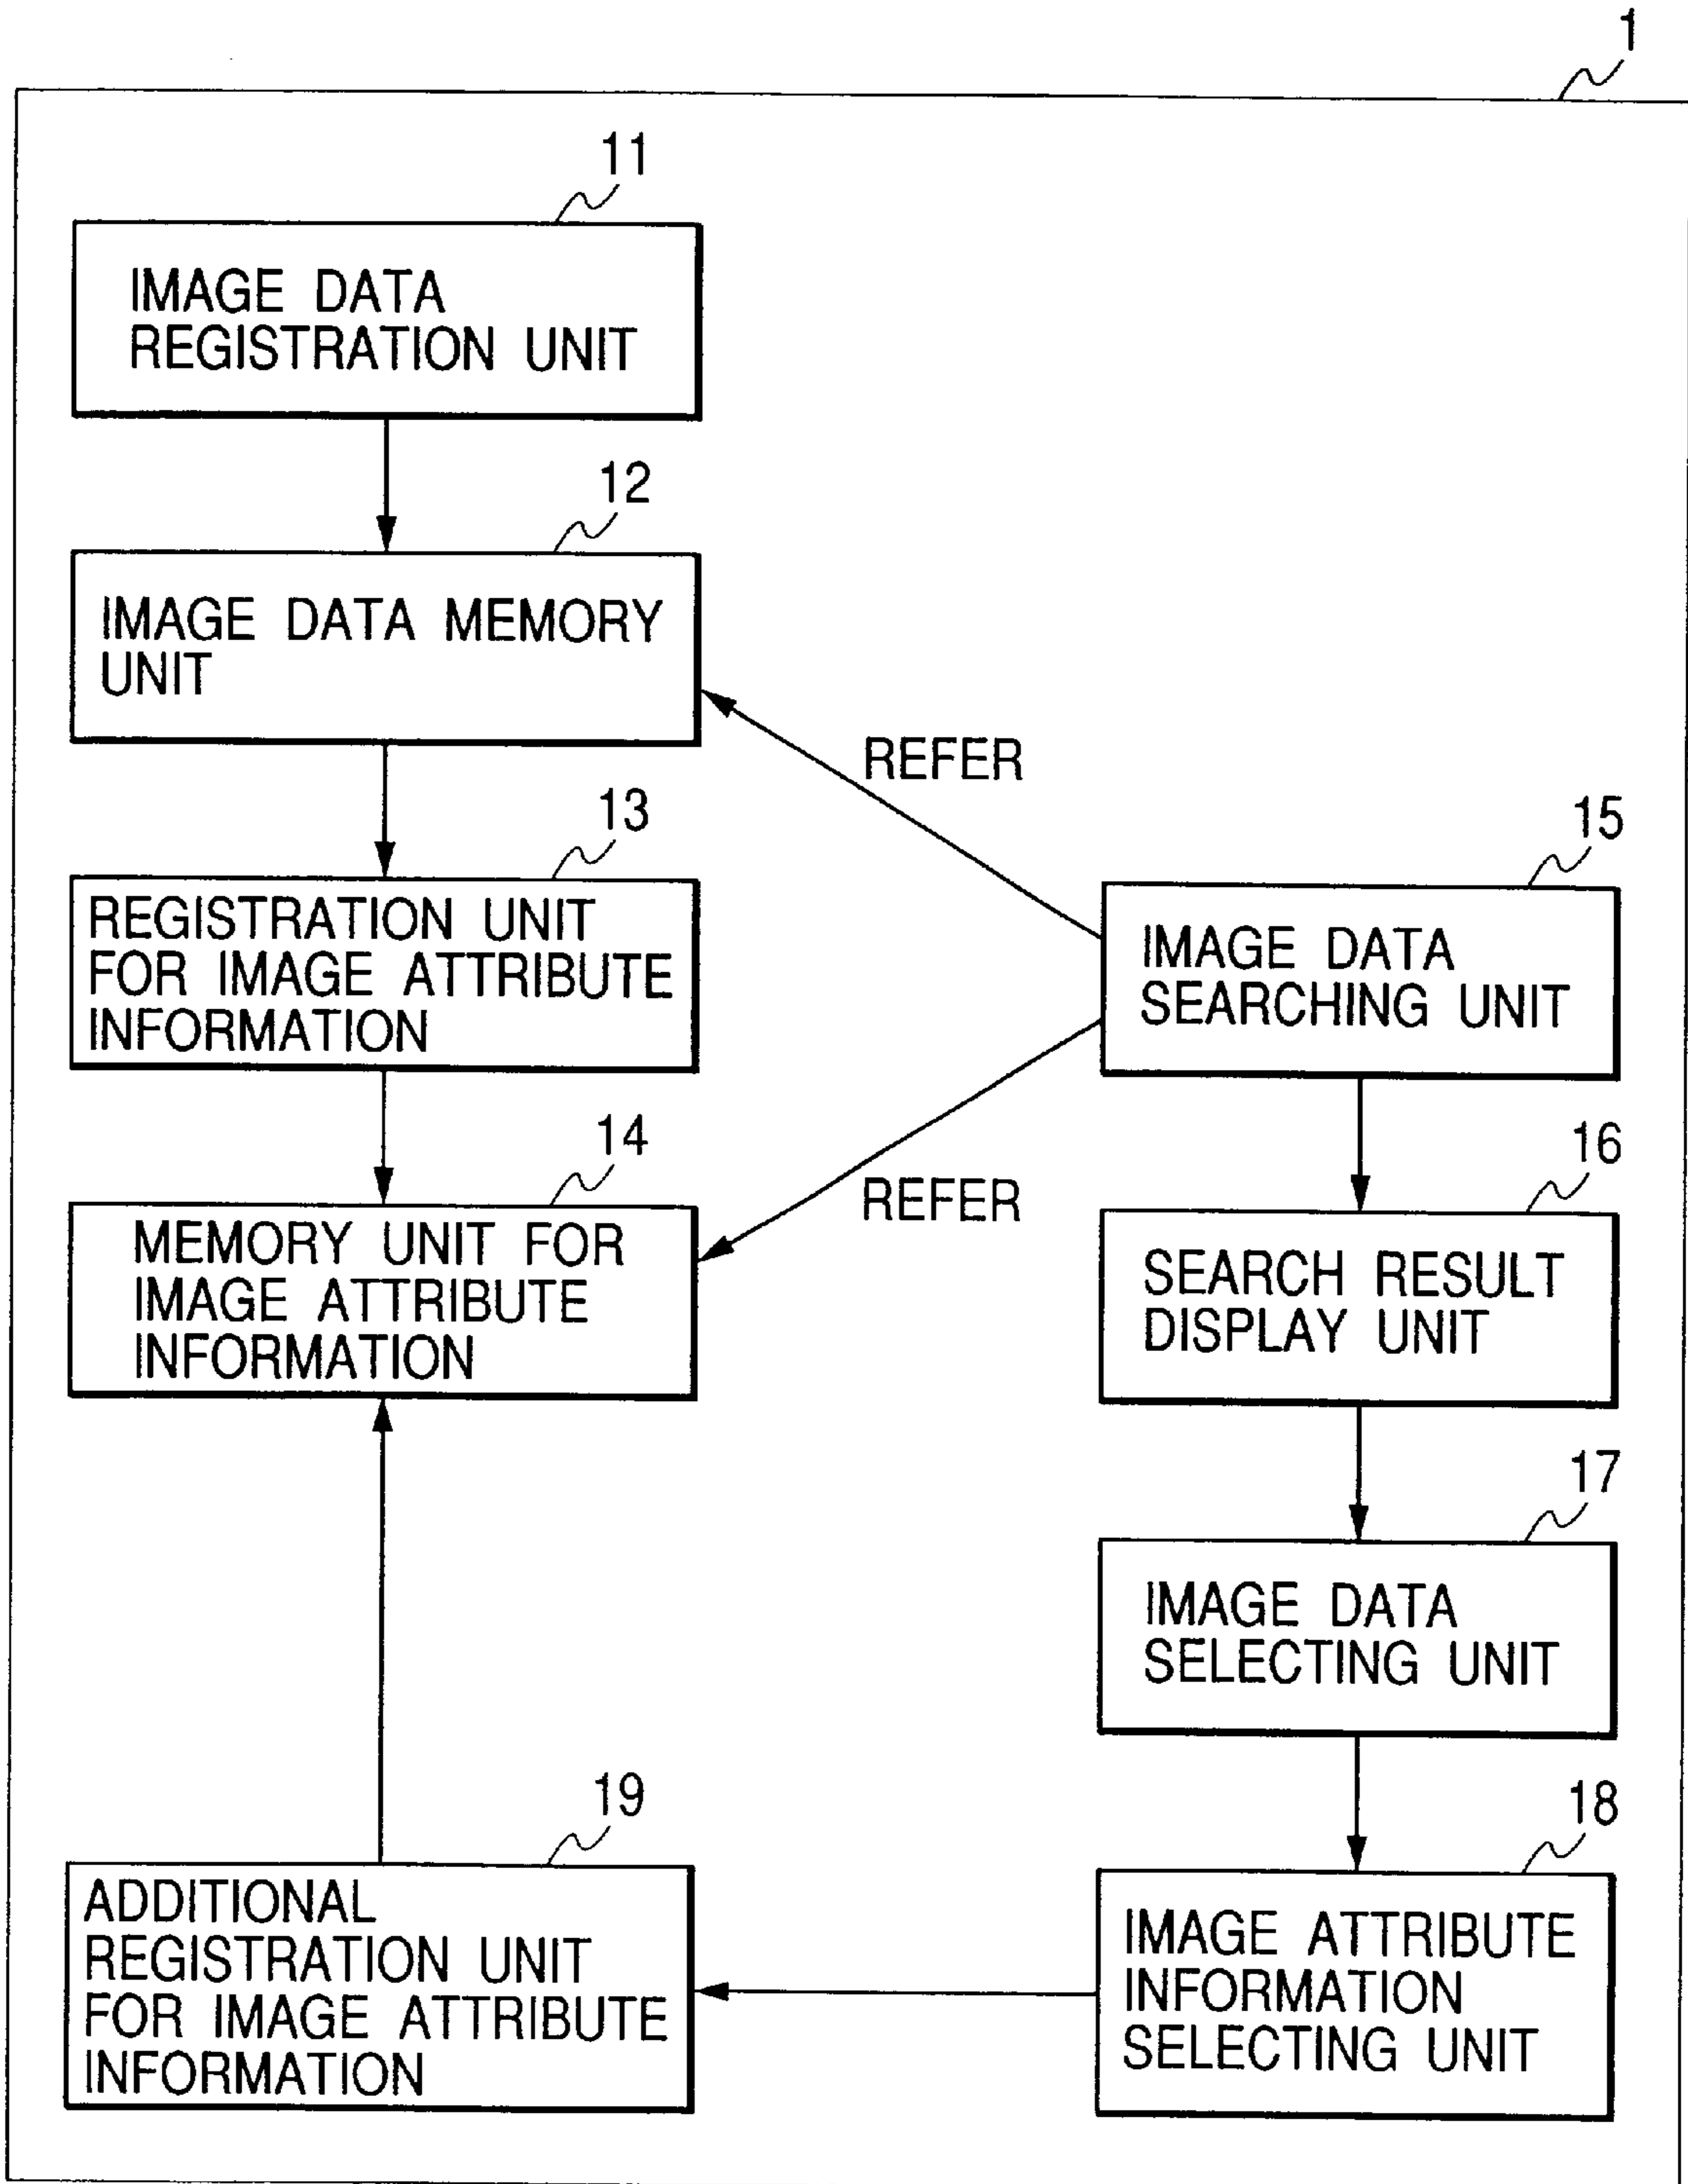 1
11
IMAGE DATA
REGISTRATION UNIT
12
IMAGE DATA MEMORY
UNIT
REFER
13
REGISTRATION UNIT
FOR IMAGE ATTRIBUTE
INFORMATION
15
IMAGE DATA
SEARCHING UNIT
14
MEMORY UNIT FOR
IMAGE ATTRIBUTE
INFORMATION
REFER
16
SEARCH RESULT
DISPLAY UNIT
17
IMAGE DATA
SELECTING UNIT
19
ADDITIONAL
REGISTRATION UNIT
FOR IMAGE ATTRIBUTE
INFORMATION
18
IMAGE ATTRIBUTE
INFORMATION
SELECTING UNIT